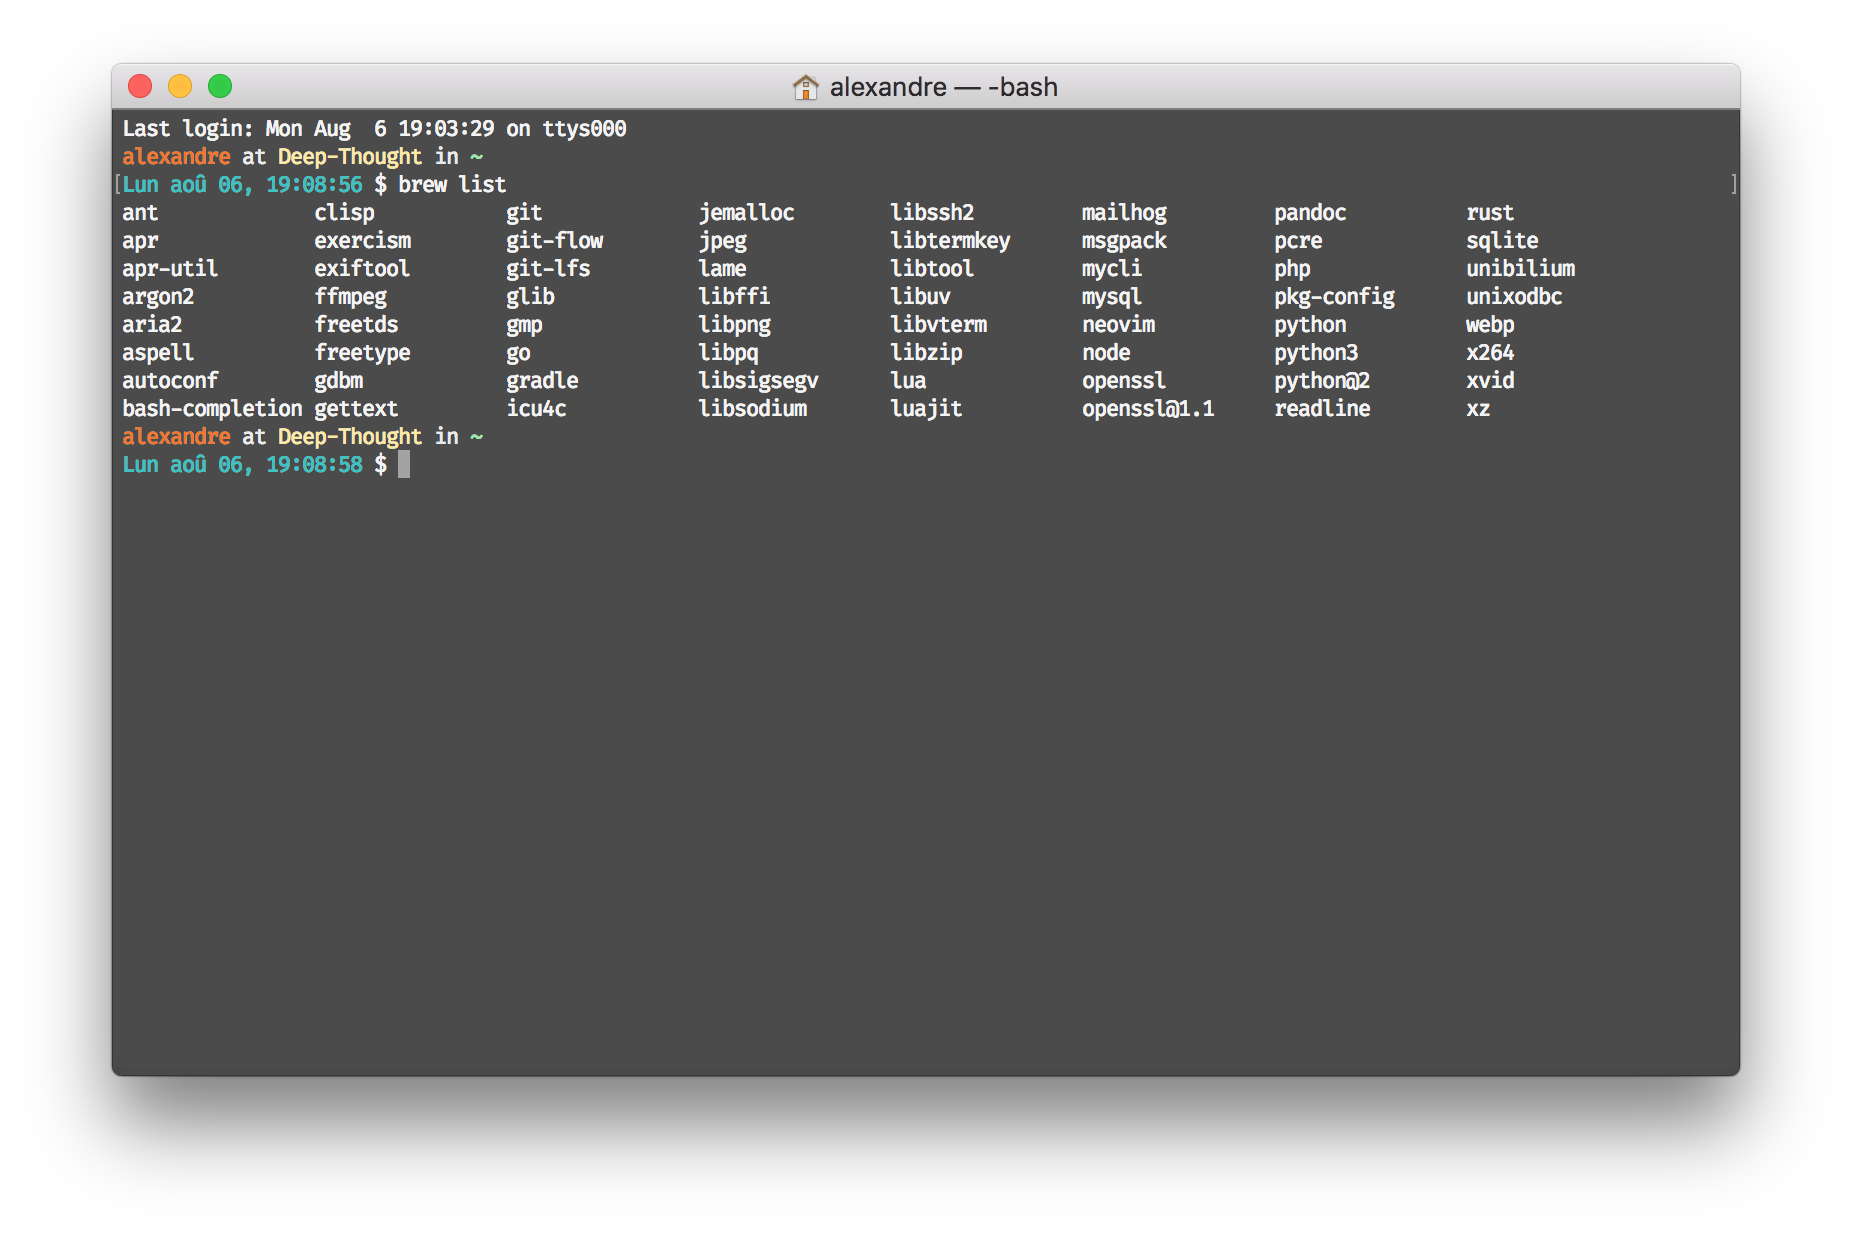 alexandre — -bash
Last login: Mon Aug  6 19:03:29 on ttys000
alexandre at Deep-Thought in ~
[Lun aoû 06, 19:08:56 $ brew list ]
ant clisp git jemalloc libssh2 mailhog pandoc rust
apr exercism git-flow jpeg libtermkey msgpack pcre sqlite
apr-util exiftool git-lfs lame libtool mycli php unibilium
argon2 ffmpeg glib libffi libuv mysql pkg-config unixodbc
aria2 freetds gmp libpng libvterm neovim python webp
aspell freetype go libpq libzip node python3 x264
autoconf gdbm gradle libsigsegv lua openssl python@2 xvid
bash-completion gettext icu4c libsodium luajit openssl@1.1 readline xz
alexandre at Deep-Thought in ~
Lun aoû 06, 19:08:58 $